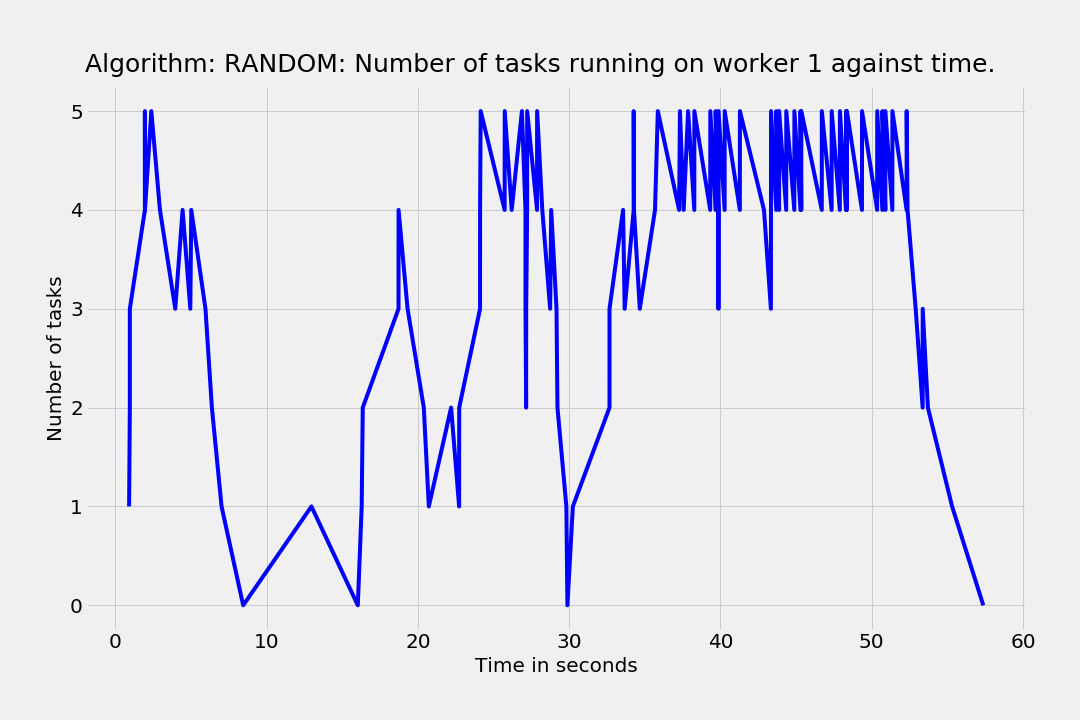 Algorithm: RANDOM: Number of tasks running on worker 1 against time.
5
4
3
2
1
0
Number of tasks
0 10 20 30 40 50 60
Time in seconds